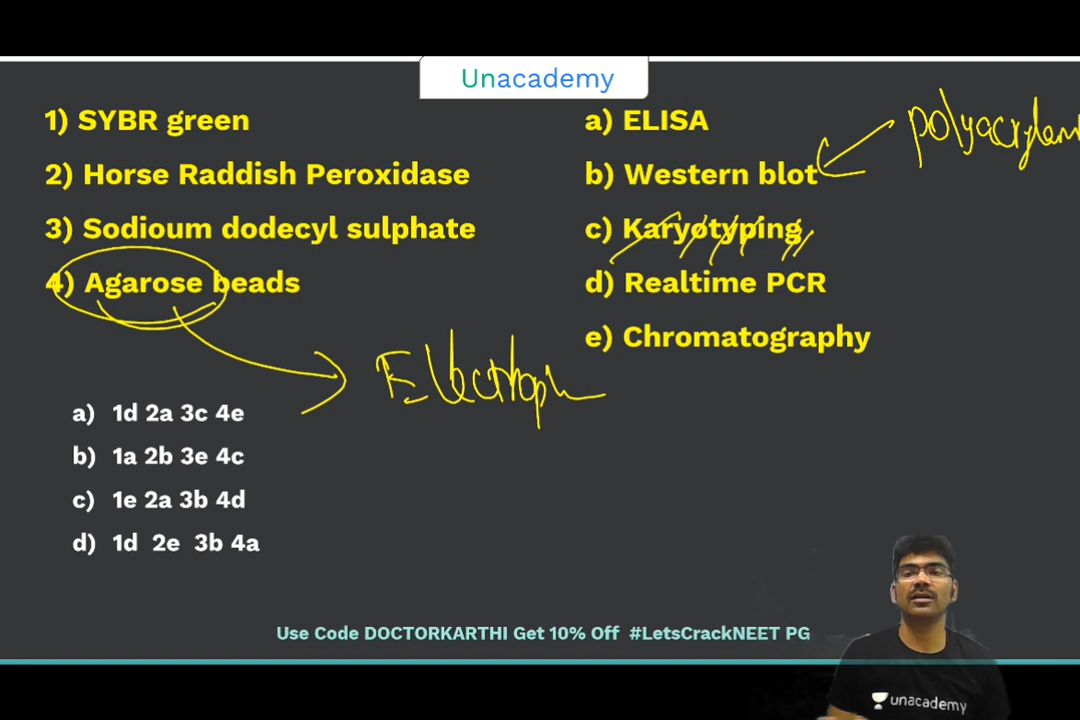 Unacademy
1) SYBR green
2) Horse Raddish Peroxidase
3) Sodioum dodecyl sulphate
4) Agarose beads
a) ELISA
b) Western blot
c) Karyotyping
d) Realtime PCR
e) Chromatography
polyacrylam
Electroph
a) 1d 2a 3c 4e
b) 1a 2b 3e 4c
c) 1e 2a 3b 4d
d) 1d 2e 3b 4a
Use Code DOCTORKARTHI Get 10% Off #LetsCrackNEET PG
unacademy